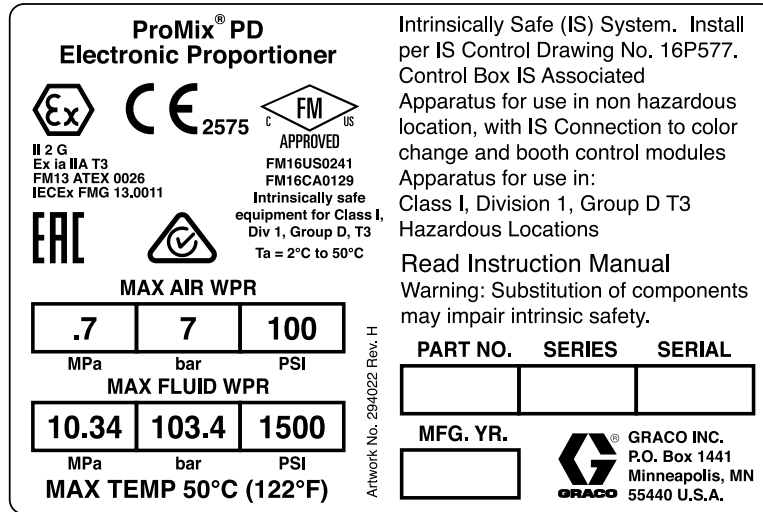 ProMix® PD
Electronic Proportioner
Ex
CE 2575
FM
C US
APPROVED
II 2 G
Ex ia IIA T3
FM13 ATEX 0026
IECEx FMG 13.0011
FM16US0241
FM16CA0129
Intrinsically safe
equipment for Class I,
Div 1, Group D, T3
Ta = 2°C to 50°C
EAC
MAX AIR WPR
.7 7 100
MPa bar PSI
MAX FLUID WPR
10.34 103.4 1500
MPa bar PSI
MAX TEMP 50°C (122°F)
Artwork No. 294022 Rev. H
Intrinsically Safe (IS) System. Install
per IS Control Drawing No. 16P577.
Control Box IS Associated
Apparatus for use in non hazardous
location, with IS Connection to color
change and booth control modules
Apparatus for use in:
Class I, Division 1, Group D T3
Hazardous Locations
Read Instruction Manual
Warning: Substitution of components
may impair intrinsic safety.
PART NO. SERIES SERIAL
MFG. YR.
G®
GRACO
GRACO INC.
P.O. Box 1441
Minneapolis, MN
55440 U.S.A.